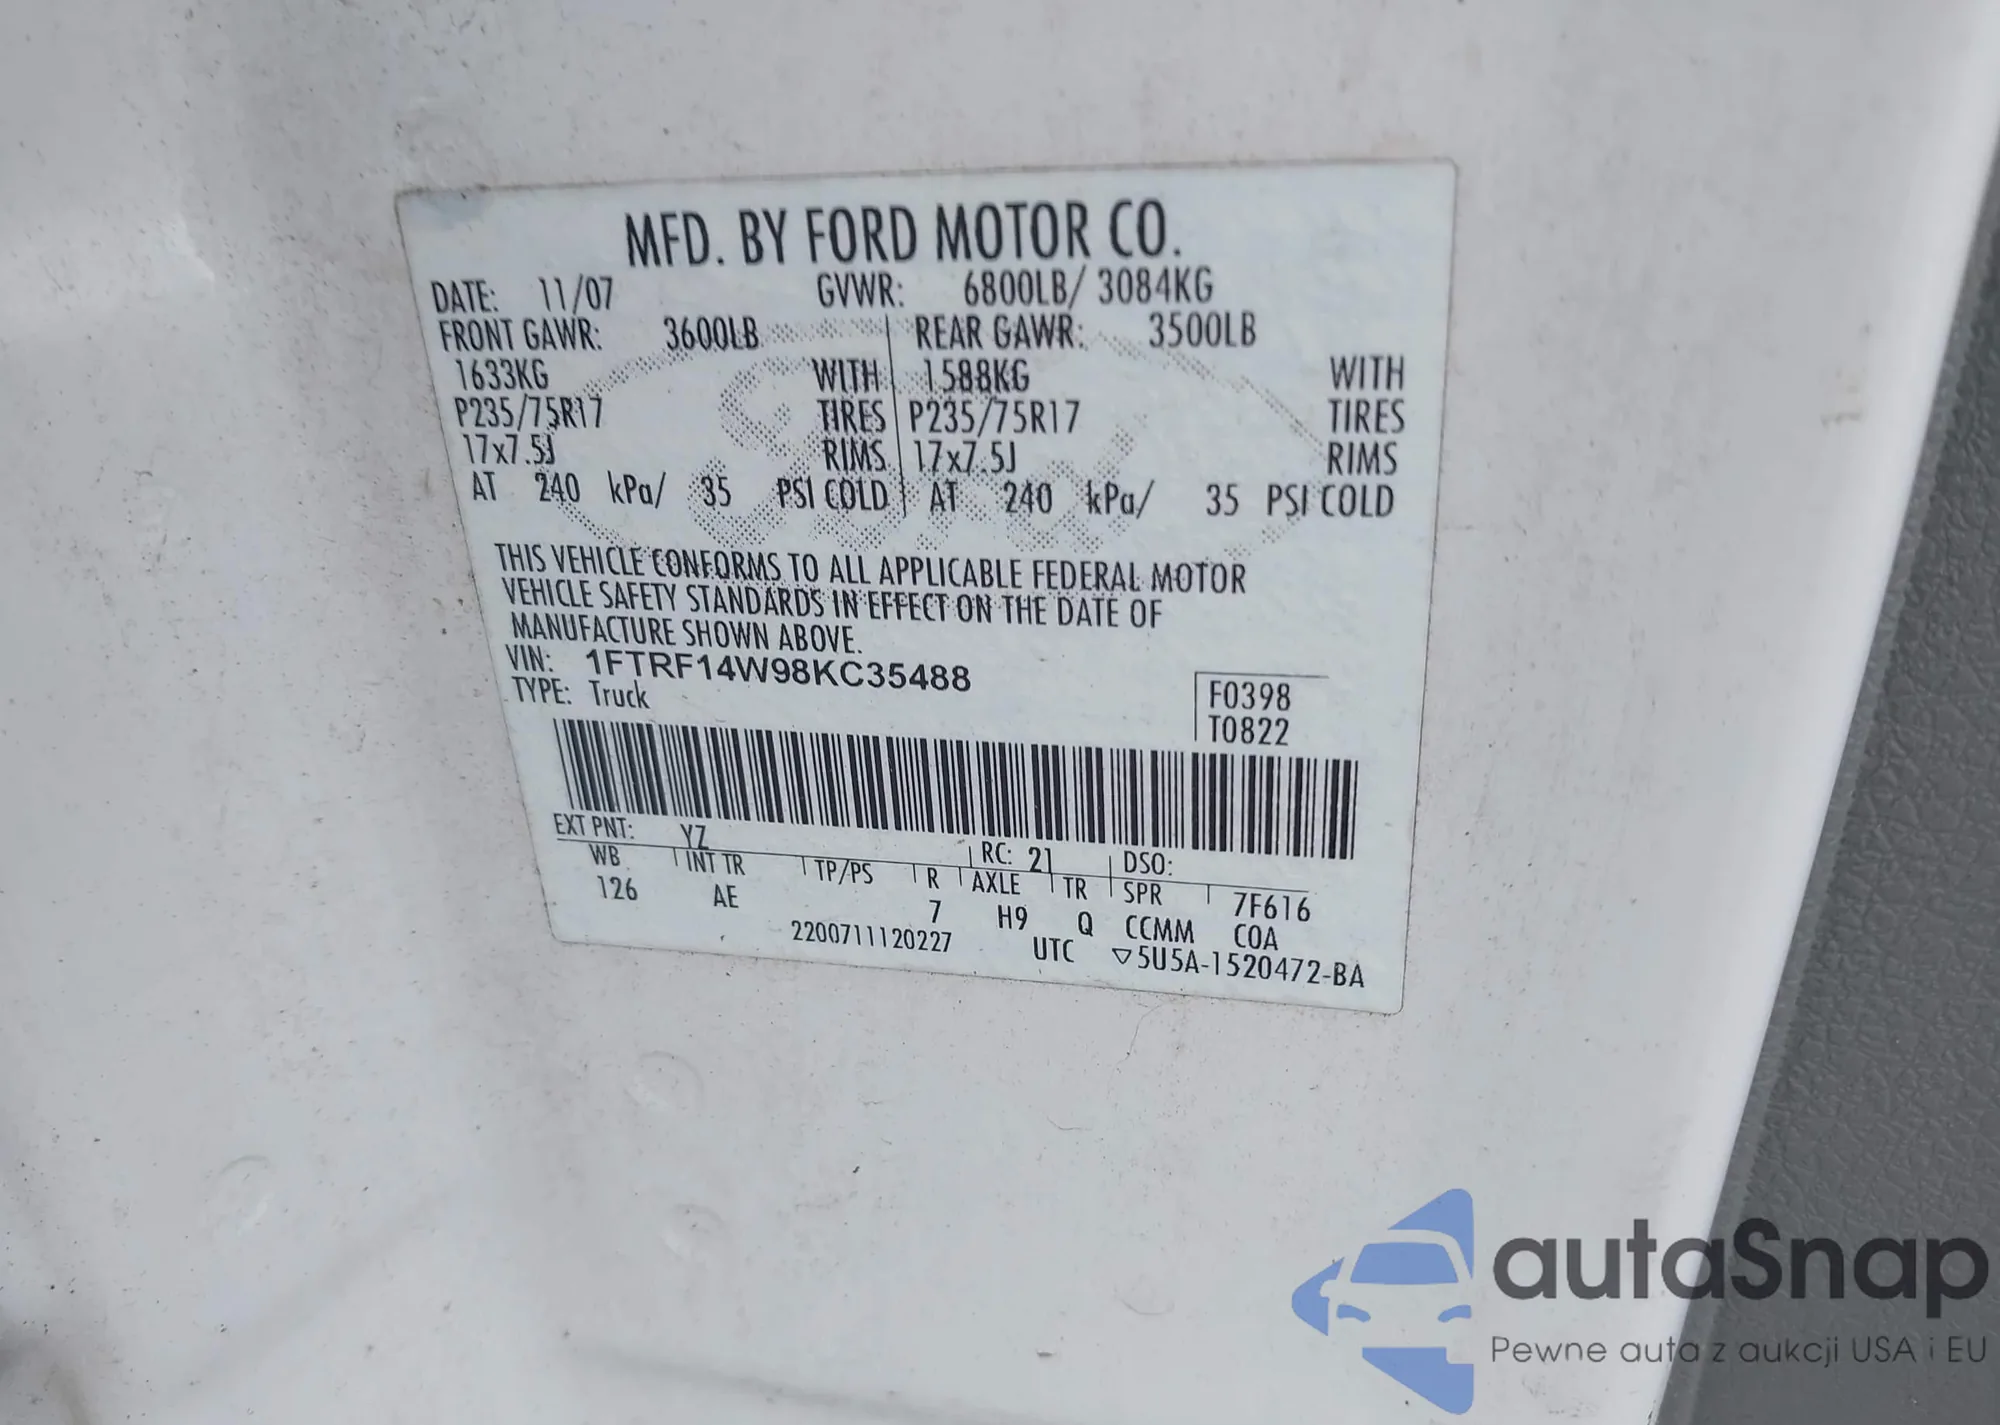 MFD. BY FORD MOTOR CO.
DATE: 11/07 GVWR: 6800LB/ 3084KG
FRONT GAWR: 3600LB REAR GAWR: 3500LB
1633KG WITH 1588KG WITH
P235/75R17 TIRES P235/75R17 TIRES
17x7.5J RIMS 17x7.5J RIMS
AT 240 kPa/ 35 PSI COLD AT 240 kPa/ 35 PSI COLD
THIS VEHICLE CONFORMS TO ALL APPLICABLE FEDERAL MOTOR
VEHICLE SAFETY STANDARDS IN EFFECT ON THE DATE OF
MANUFACTURE SHOWN ABOVE.
VIN: 1FTRF14W98KC35488
TYPE: Truck
F0398
T0822
EXT PNT: YZ RC: 21 DSO:
WB INT TR TP/PS R AXLE TR SPR 7F616
126 AE 7 H9 Q CCMM COA
2200711120227 UTC ▽5U5A-1520472-BA
autaSnap
Pewne auta z aukcji USA i EU